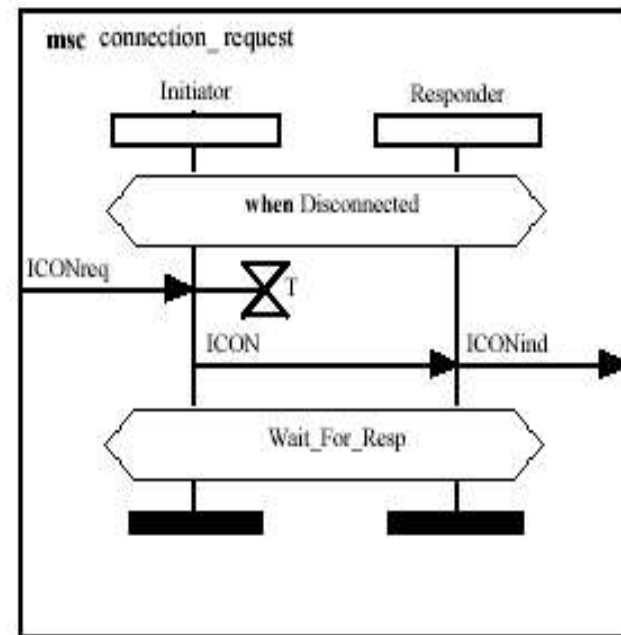 msc connection_request
Initiator
Responder
when Disconnected
ICONreq
T
ICON
ICONind
Wait_For_Resp